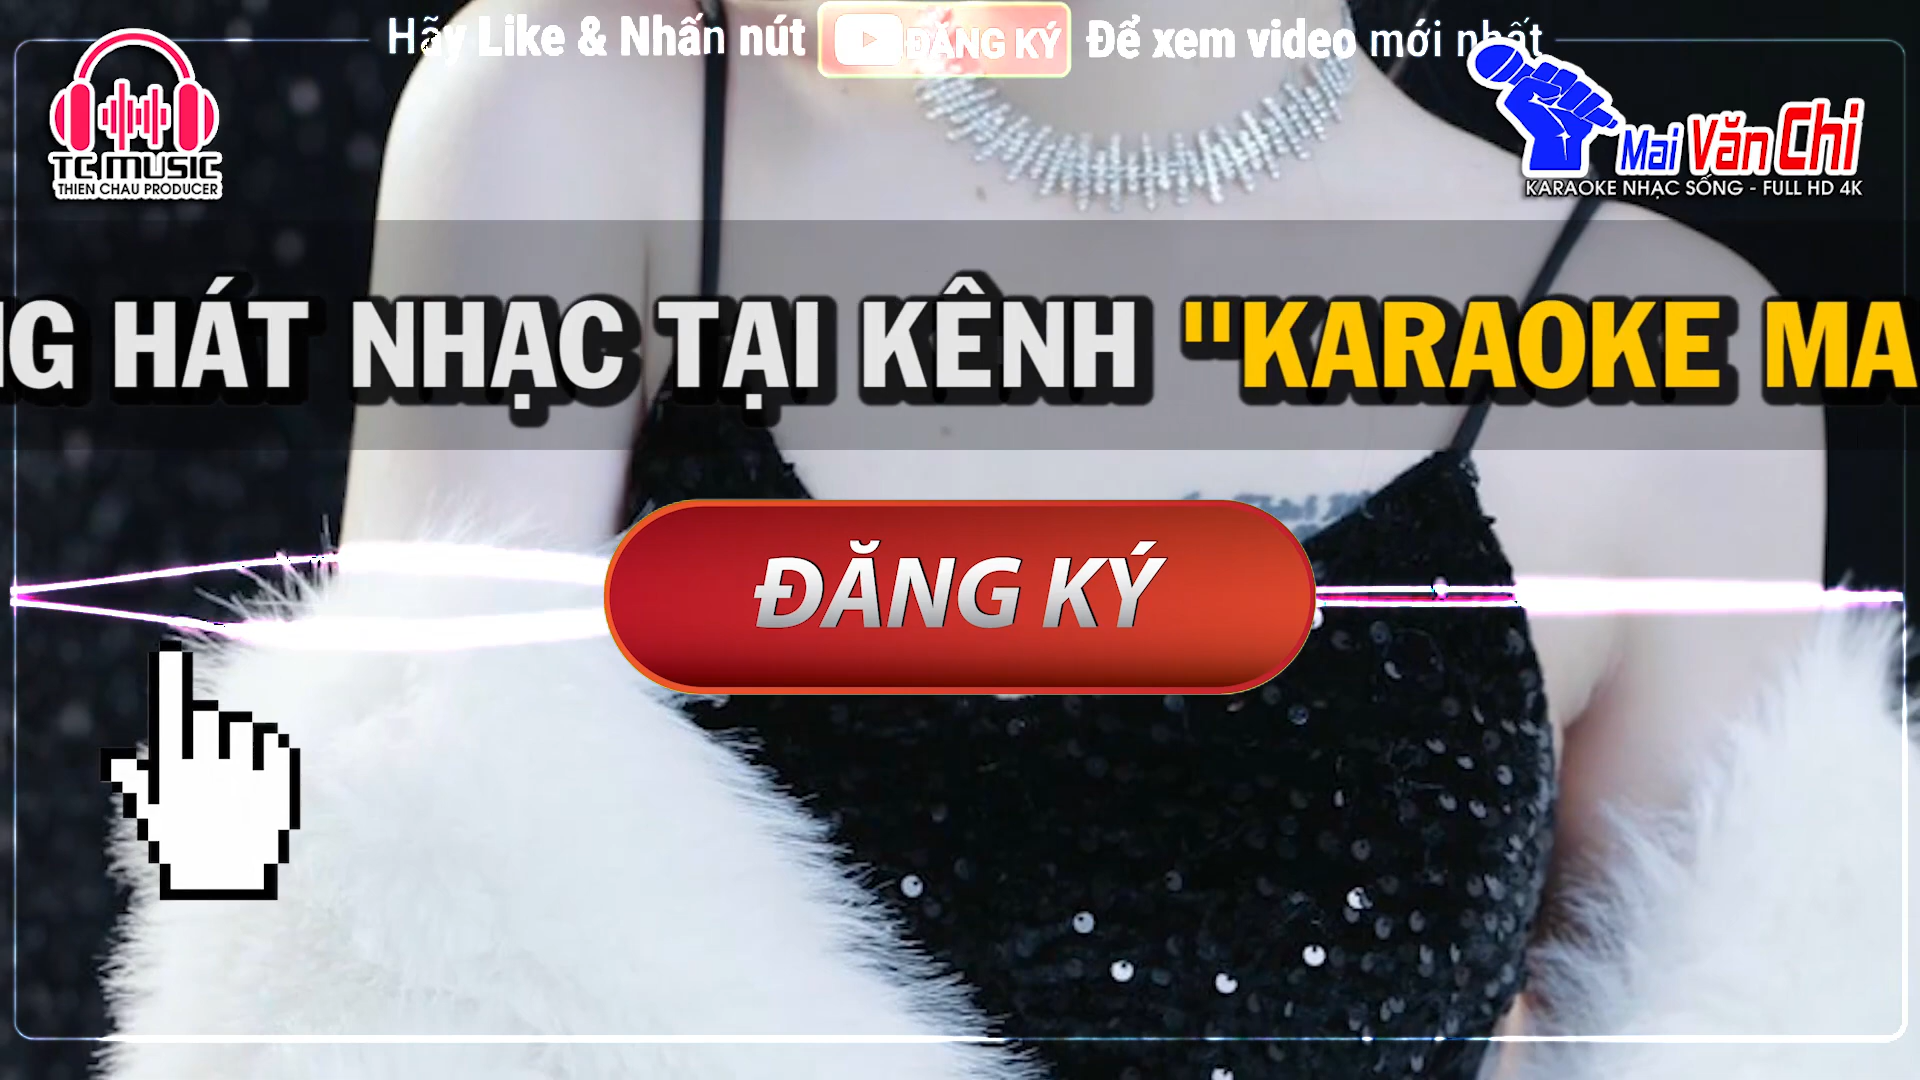 Hãy Like & Nhấn nút ĐĂNG KÝ Để xem video mới nhất
TC MUSIC
THIEN CHAU PRODUCER
Mai Văn Chi
KARAOKE NHẠC SỐNG - FULL HD 4K
NG HÁT NHẠC TẠI KÊNH "KARAOKE MA
ĐĂNG KÝ